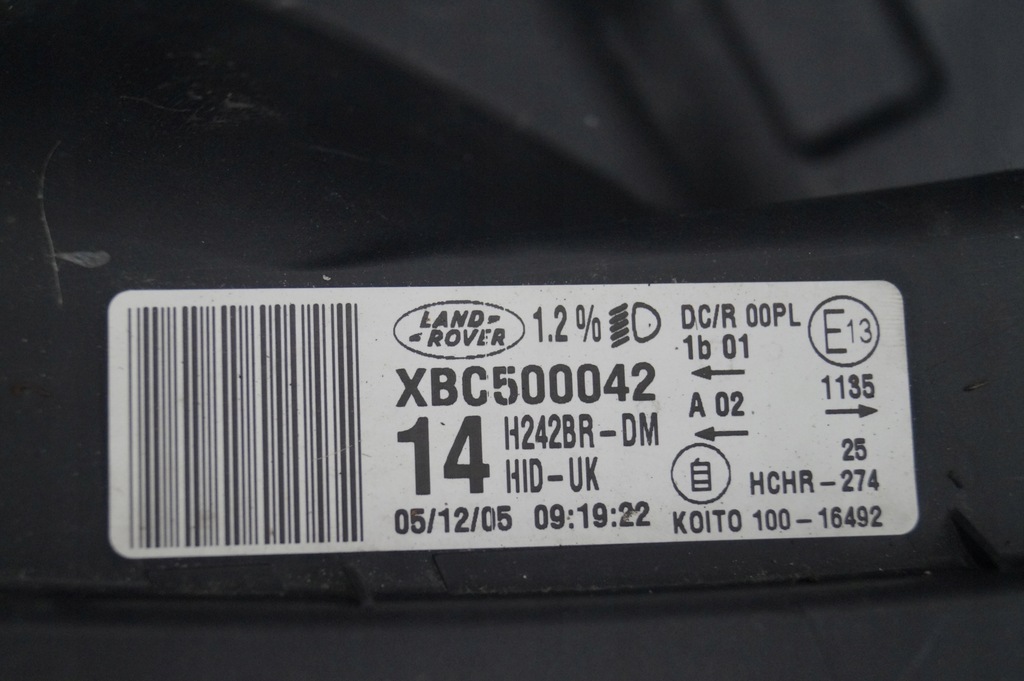 LAND-
-ROVER
1.2 %
DC/R 00PL
1b 01
E13
XBC500042
A 02
1135
14
H242BR-DM
HID-UK
25
HCHR-274
05/12/05 09:19:22
KOITO 100-16492